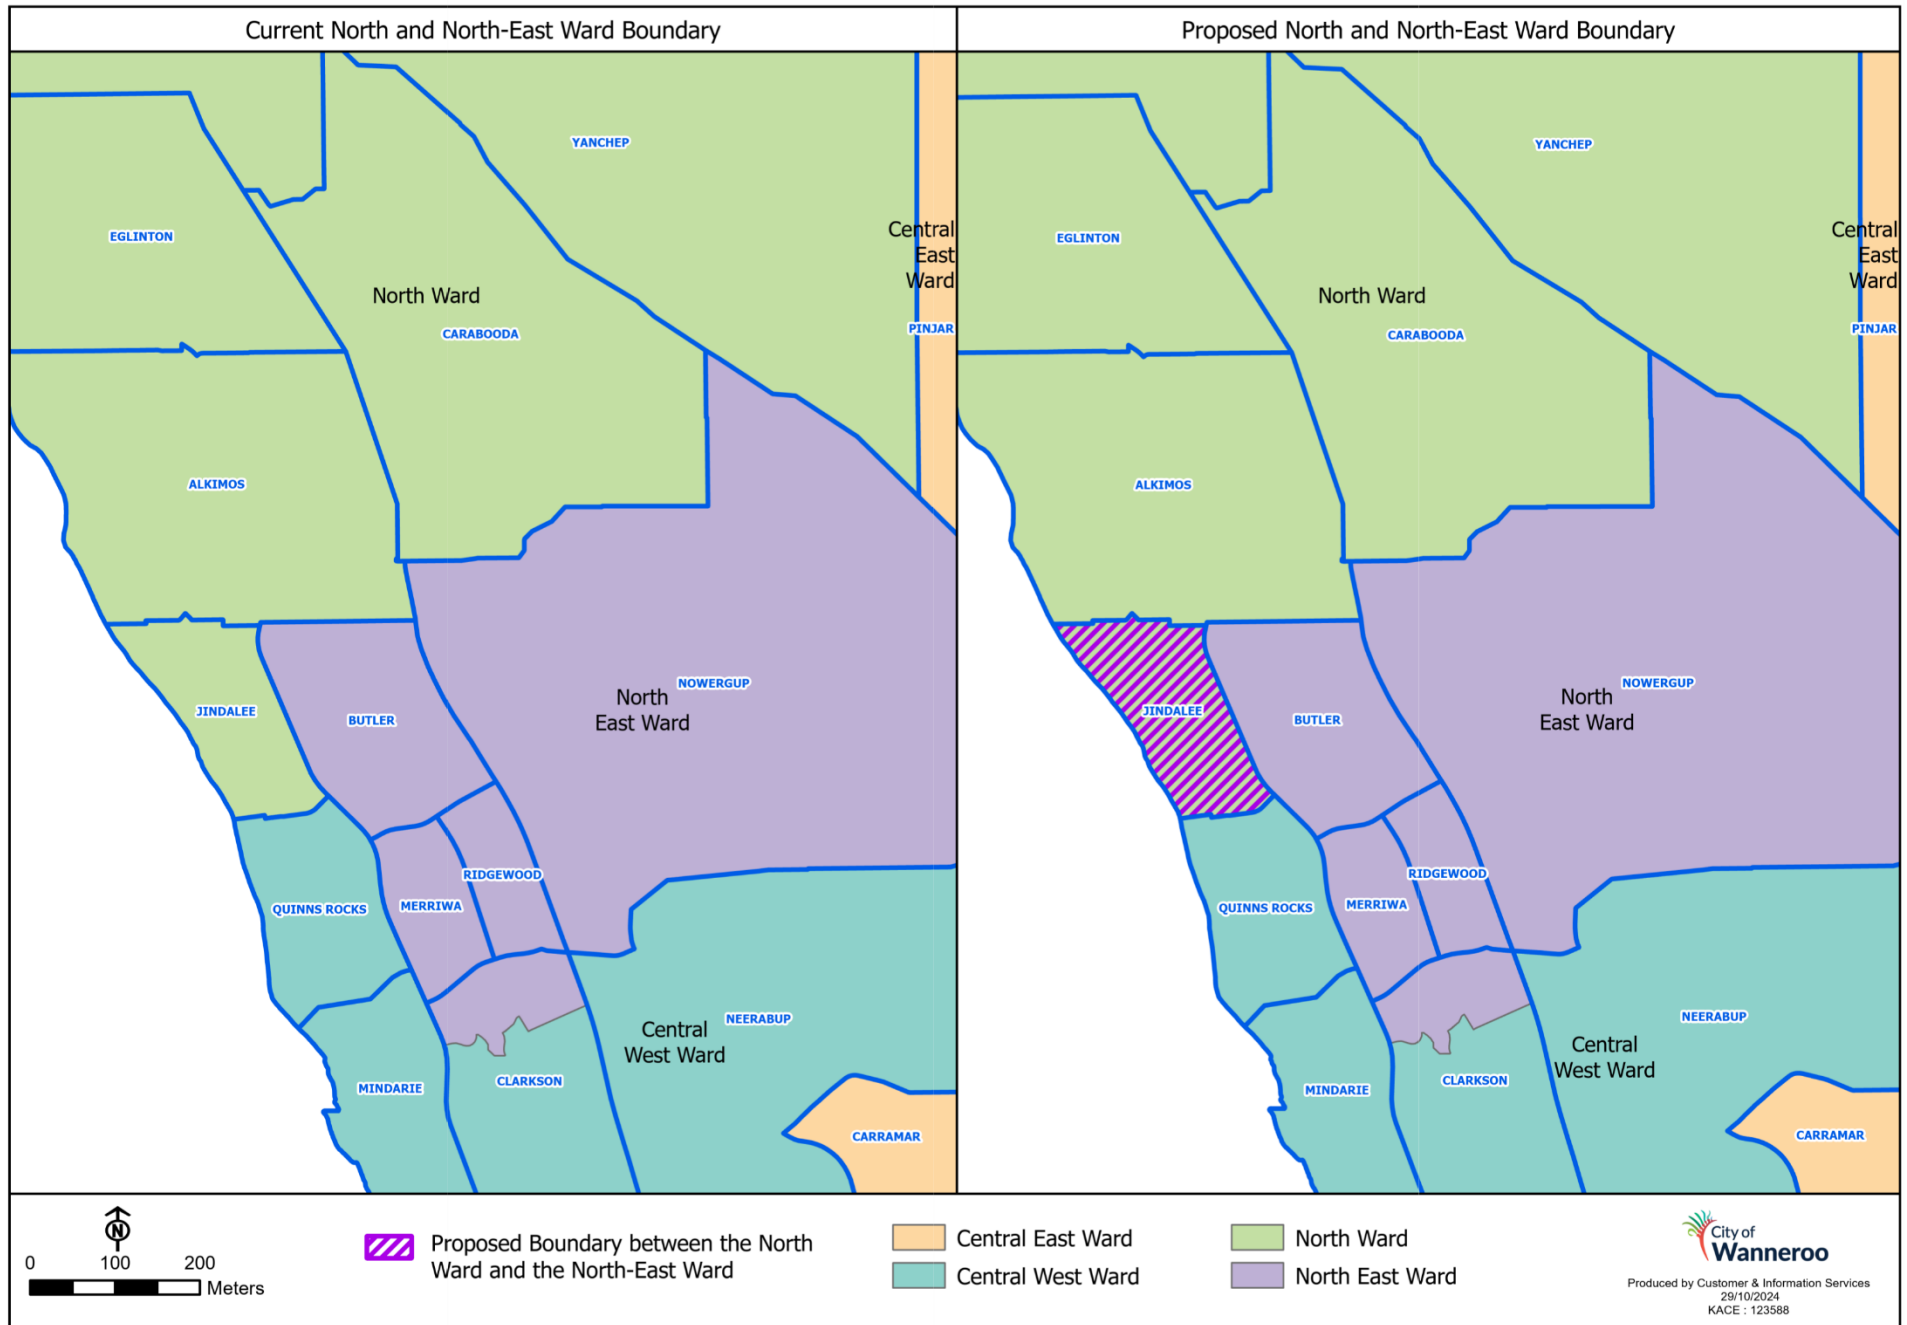 Current North and North-East Ward Boundary
YANCHEP
EGLINTON
Central
East
Ward
North Ward
PINJAR
CARABOODA
ALKIMOS
NOWERGUP
North
East Ward
JINDALEE
BUTLER
RIDGEWOOD
MERRIWA
QUINNS ROCKS
NEERABUP
Central
West Ward
CLARKSON
MINDARIE
CARRAMAR
Proposed North and North-East Ward Boundary
YANCHEP
EGLINTON
Central
East
Ward
North Ward
PINJAR
CARABOODA
ALKIMOS
NOWERGUP
North
East Ward
JINDALEE
BUTLER
RIDGEWOOD
MERRIWA
QUINNS ROCKS
NEERABUP
Central
West Ward
CLARKSON
MINDARIE
CARRAMAR
N
0 100 200
Meters
Proposed Boundary between the North
Ward and the North-East Ward
Central East Ward
Central West Ward
North Ward
North East Ward
City of
Wanneroo
Produced by Customer & Information Services
29/10/2024
KACE : 123588